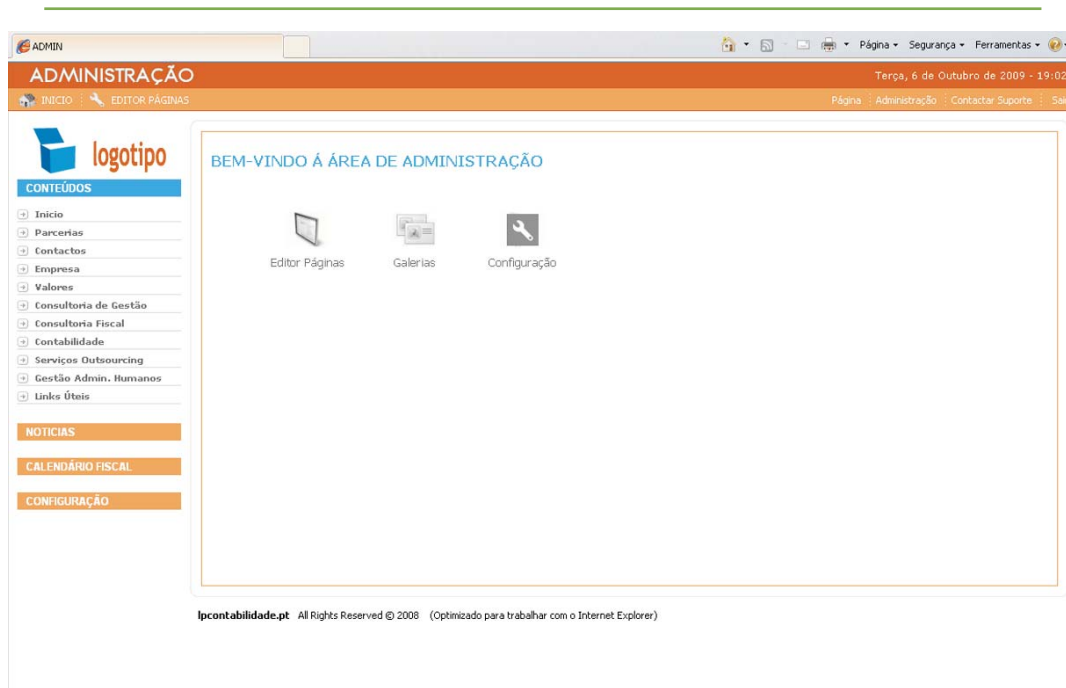 ADMIN
Página Segurança Ferramentas
ADMINISTRAÇÃO
Terça, 6 de Outubro de 2009 - 19:02
INICIO EDITOR PÁGINAS
Página Administração Contactar Suporte
logotipo
CONTEÚDOS
Inicio
Parcerias
Contactos
Empresa
Valores
Consultoria de Gestão
Consultoria Fiscal
Contabilidade
Serviços Outsourcing
Gestão Admin. Humanos
Links Úteis
NOTICIAS
CALENDÁRIO FISCAL
CONFIGURAÇÃO
BEM-VINDO Á ÁREA DE ADMINISTRAÇÃO
Editor Páginas Galerias Configuração
lpcontabilidade.pt All Rights Reserved © 2008 (Optimizado para trabalhar com o Internet Explorer)